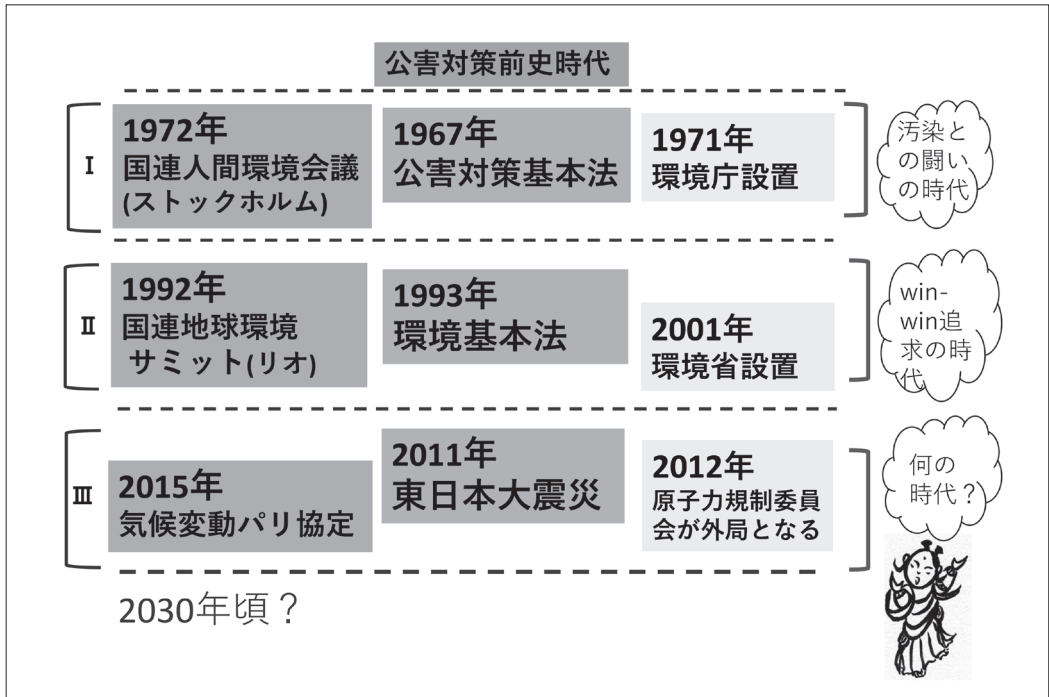 公害対策前史時代
I
1972年
国連人間環境会議
(ストックホルム)
1967年
公害対策基本法
1971年
環境庁設置
汚染と
の闘い
の時代
II
1992年
国連地球環境
サミット(リオ)
1993年
環境基本法
2001年
環境省設置
win-
win追
求の時
代
III
2015年
気候変動パリ協定
2011年
東日本大震災
2012年
原子力規制委員
会が外局となる
何の
時代？
2030年頃？